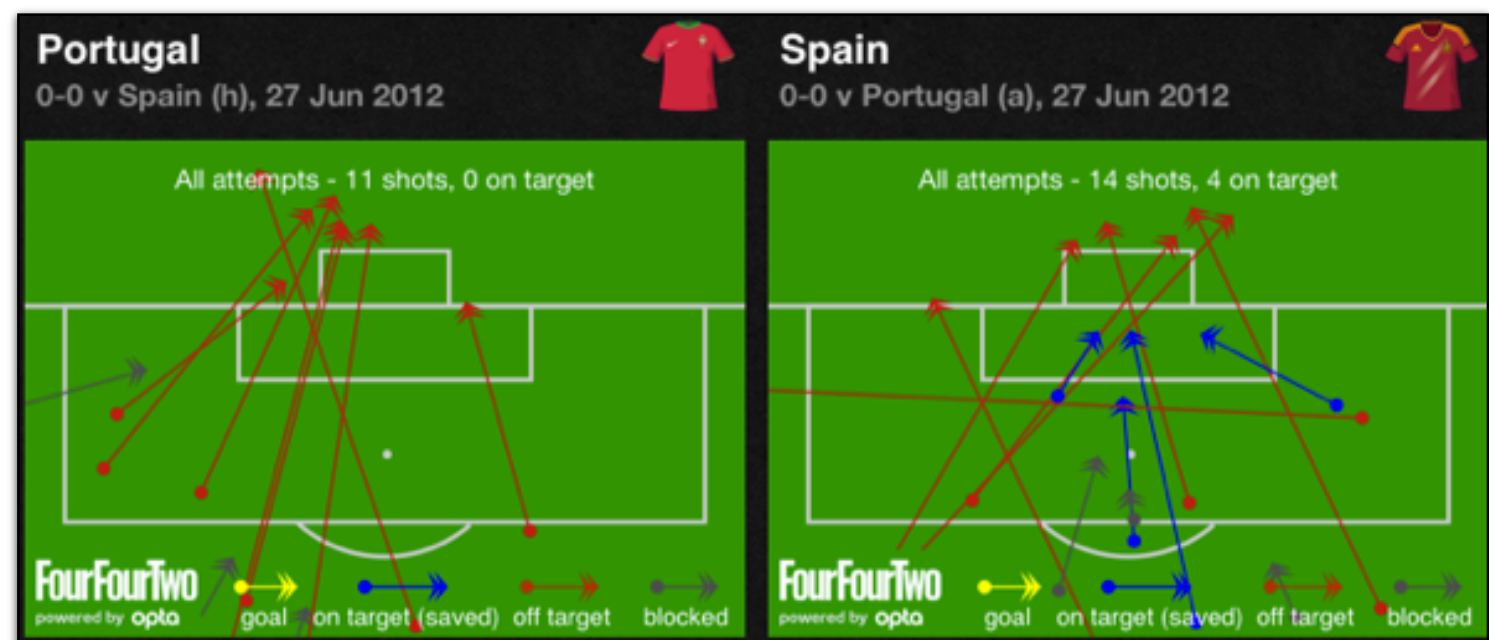 Portugal
0-0 v Spain (h), 27 Jun 2012
All attempts - 11 shots, 0 on target
FourFourTwo
powered by opta
goal on target (saved) off target blocked
Spain
0-0 v Portugal (a), 27 Jun 2012
All attempts - 14 shots, 4 on target
FourFourTwo
powered by opta
goal on target (saved) off target blocked